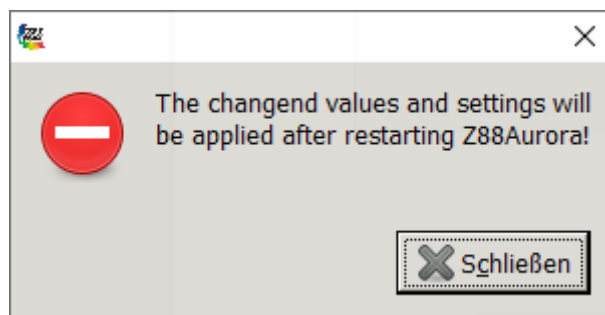 The changend values and settings will
be applied after restarting Z88Aurora!
Schließen